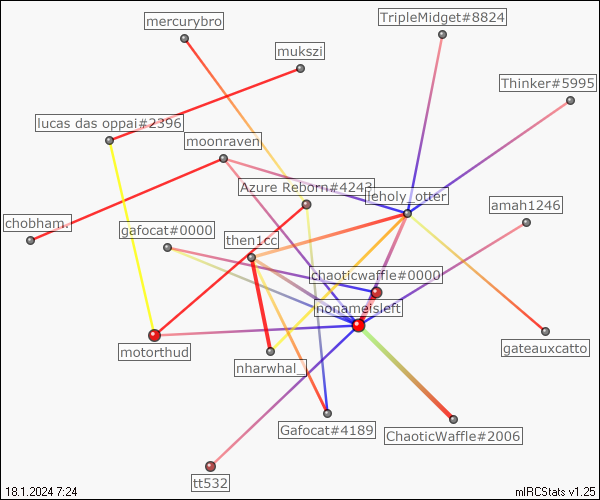 mercurybro
TripleMidget#8824
mukszi
Thinker#5995
lucas das oppai#2396
moonraven
Azure Reborn#4243
leholy_otter
amah1246
chobham.
gafocat#0000
then1cc
chaoticwaffle#0000
nonameisleft
motorthud
nharwhal_
gateauxcatto
Gafocat#4189
ChaoticWaffle#2006
tt532
18.1.2024 7:24
mIRCStats v1.25